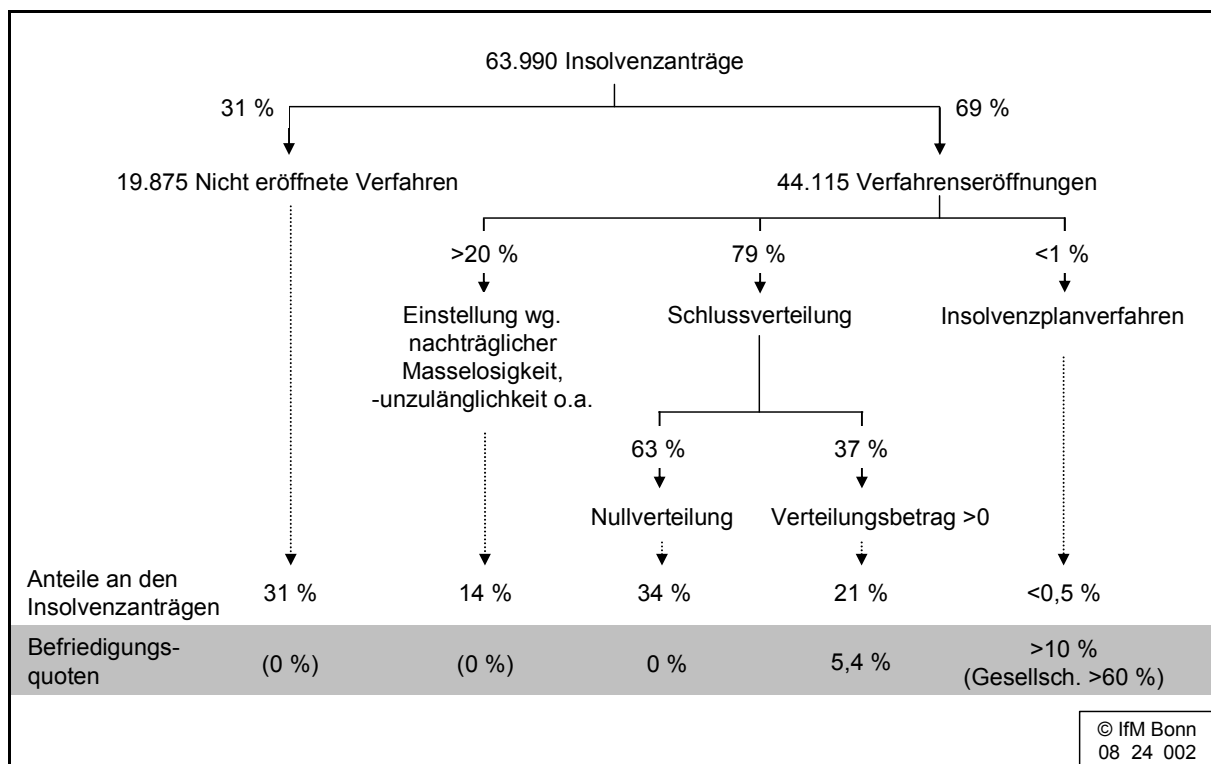 63.990 Insolvenzanträge
31 %
69 %
19.875 Nicht eröffnete Verfahren
44.115 Verfahrenseröffnungen
>20 %
79 %
<1 %
Einstellung wg.
nachträglicher
Masselosigkeit,
-unzulänglichkeit o.a.
Schlussverteilung
Insolvenzplanverfahren
63 %
37 %
Nullverteilung
Verteilungsbetrag >0
Anteile an den
Insolvenzanträgen
31 %
14 %
34 %
21 %
<0,5 %
Befriedigungs-
quoten
(0 %)
(0 %)
0 %
5,4 %
>10 %
(Gesellsch. >60 %)
© IfM Bonn
08 24 002